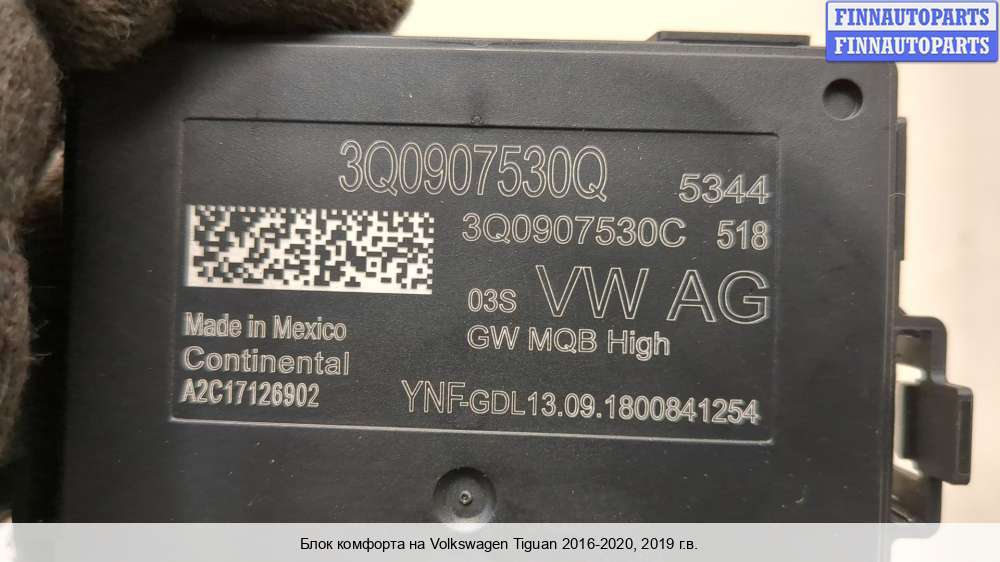 FINNAUTOPARTS
FINNAUTOPARTS
3Q0907530Q 5344
3Q0907530C 518
03S VW AG
GW MQB High
Made in Mexico
Continental
A2C17126902
YNF-GDL13.09.1800841254
Блок комфорта на Volkswagen Tiguan 2016-2020, 2019 г.в.